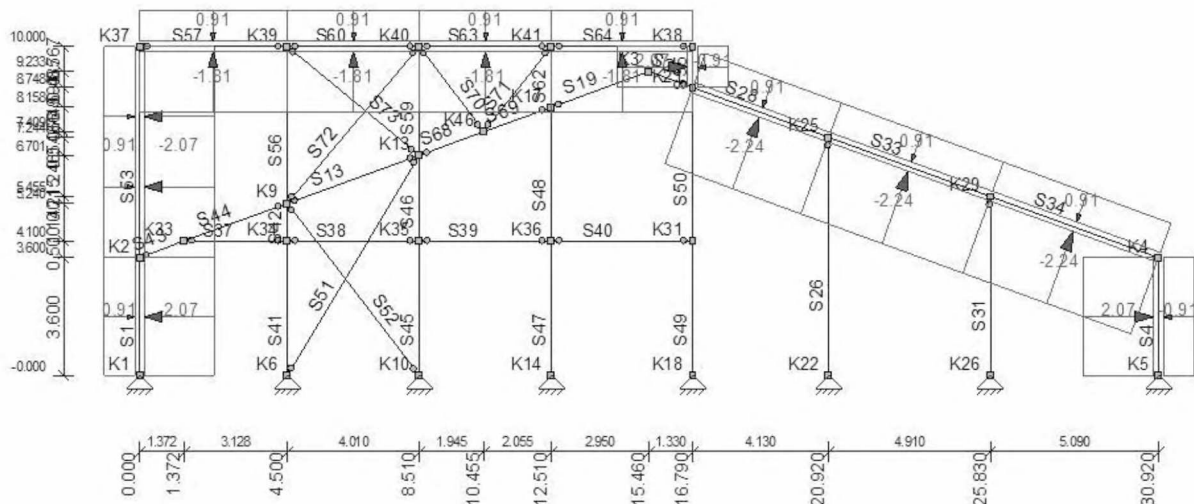 0.91 0.91 0.91 0.91
10.000 K37 S57 K39 S60 K40 S63 K41 S64 K38
9.233
8.748
8.158
-1.81 -1.81 -1.81 -1.81
K3
S19
S28 0.91
S62
S70 S71
S73 S59
K46 S69
S68
S72
K25 S33 0.91
7.244
6.701
0.91 -2.07
S56
K13
S13
-2.24
S53
5.455
5.240
K9
S44
S46 S48 S50
K29 S34 0.91
-2.24
4.100
3.600
K2 S43 K33 S37 K34 S38 K35 S39 K36 S40 K31
K4
S51 S52
-2.24
S26 S31
0.91 -2.07
2.07 -0.91
3.600
S1 S41 S45 S47 S49 S4
-0.000 K1 K6 K10 K14 K18 K22 K26 K5
1.372 3.128 4.010 1.945 2.055 2.950 1.330 4.130 4.910 5.090
0.000 1.372 4.500 8.511 10.455 12.510 15.460 16.790 20.920 25.830 30.920